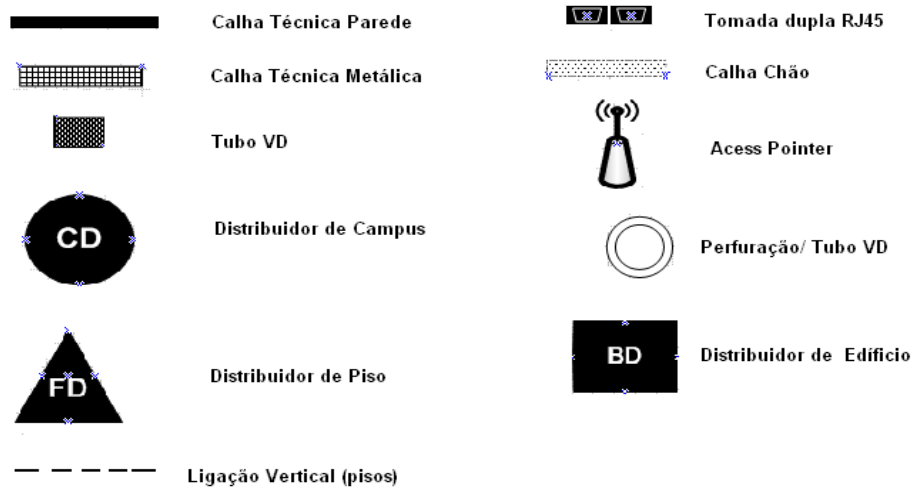 Calha Técnica Parede
Tomada dupla RJ45
Calha Técnica Metálica
Calha Chão
Tubo VD
Acess Pointer
CD
Distribuidor de Campus
Perfuração/ Tubo VD
FD
Distribuidor de Piso
BD
Distribuidor de Edíficio
Ligação Vertical (pisos)